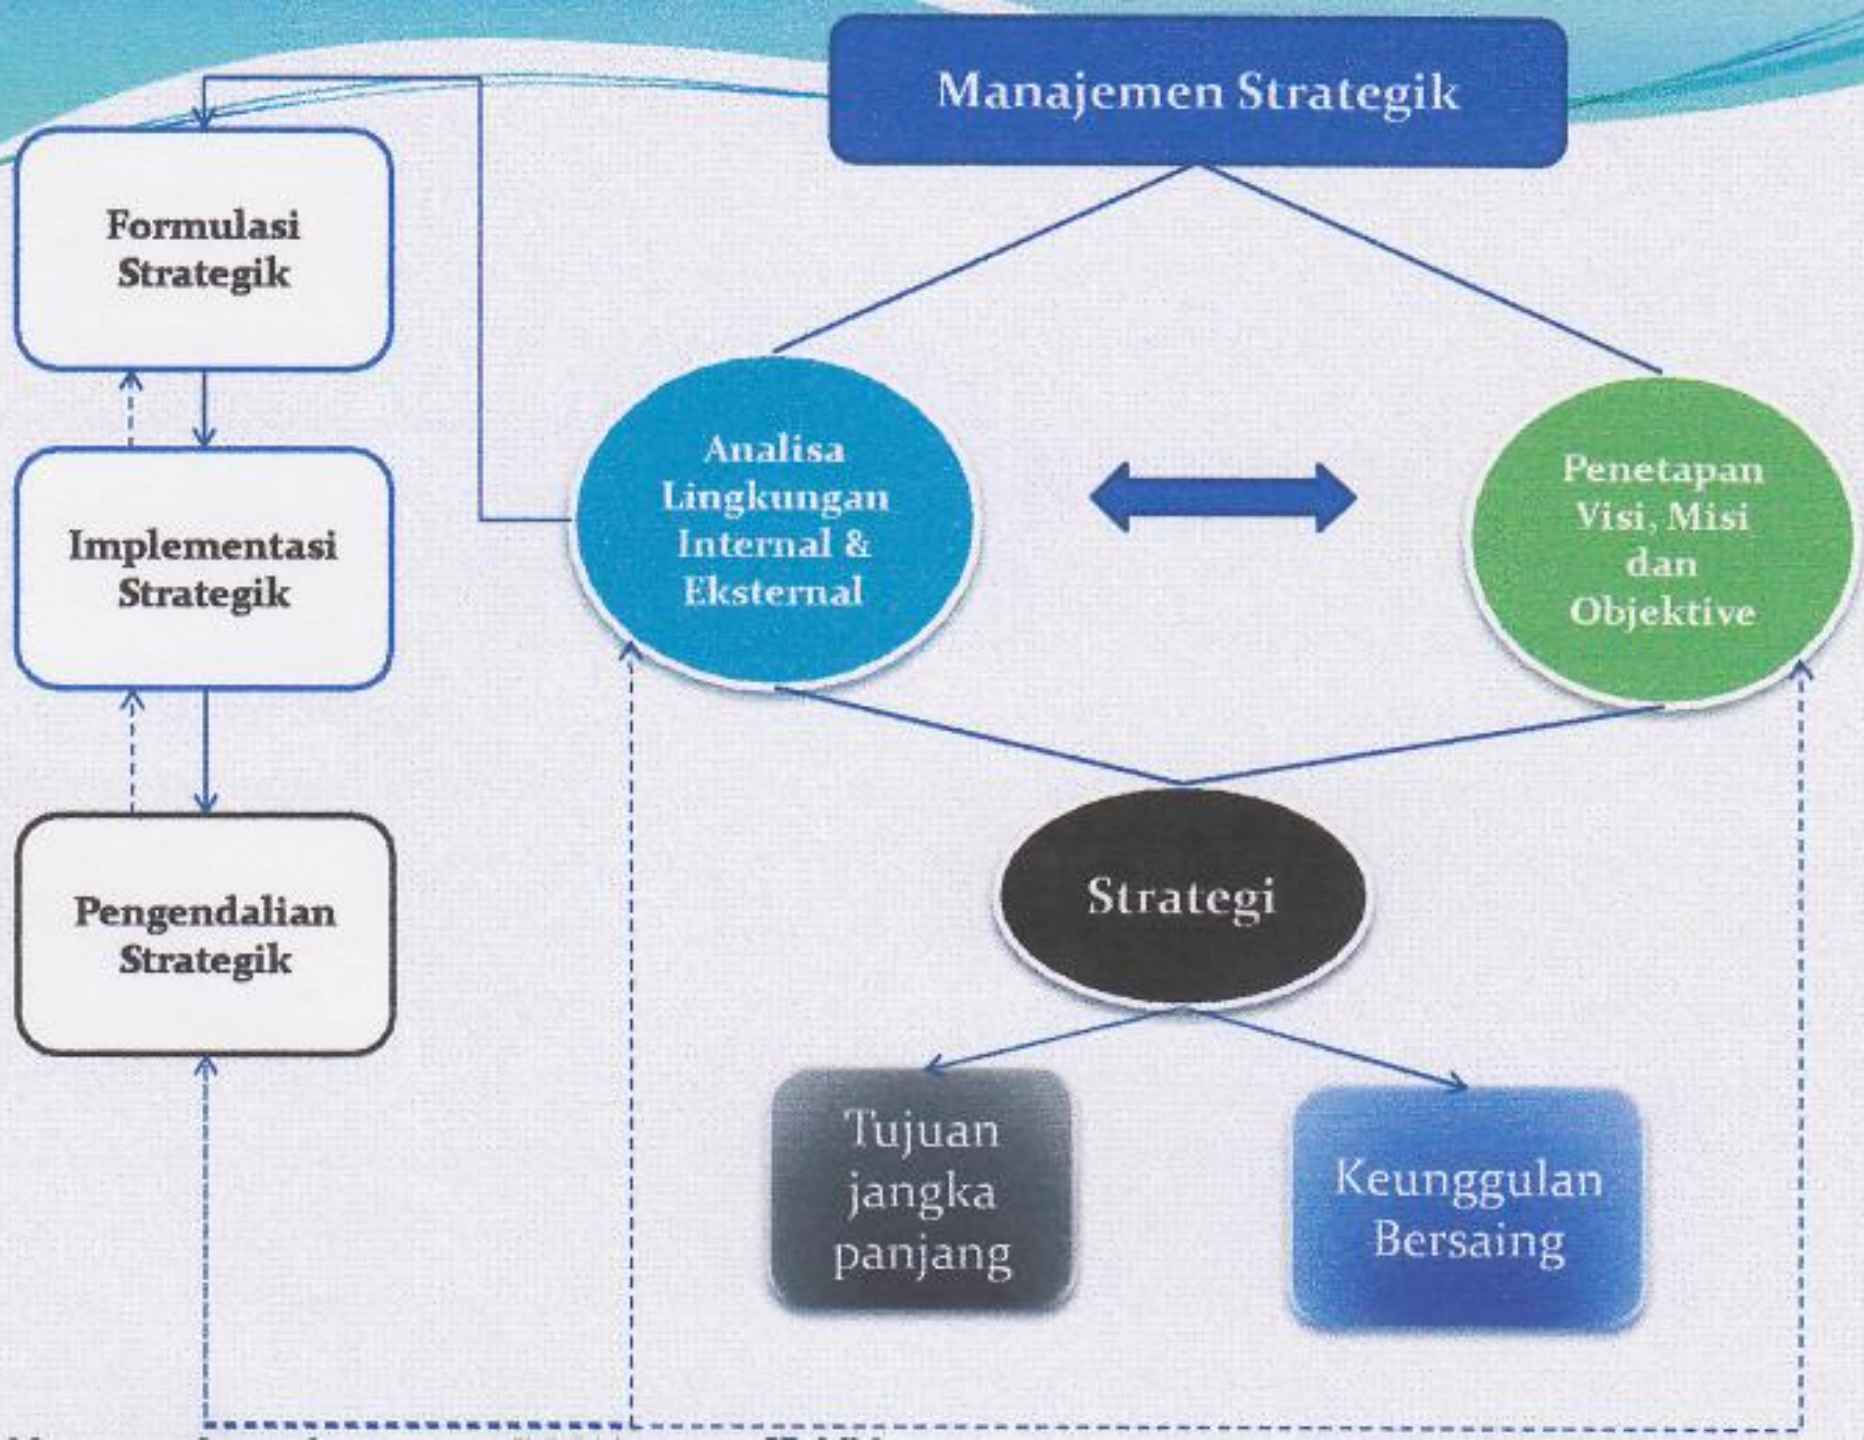 Manajemen Strategik
Formulasi
Strategik
Implementasi
Strategik
Pengendalian
Strategik
Analisa
Lingkungan
Internal &
Eksternal
Penetapan
Visi, Misi
dan
Objektive
Strategi
Tujuan
jangka
panjang
Keunggulan
Bersaing